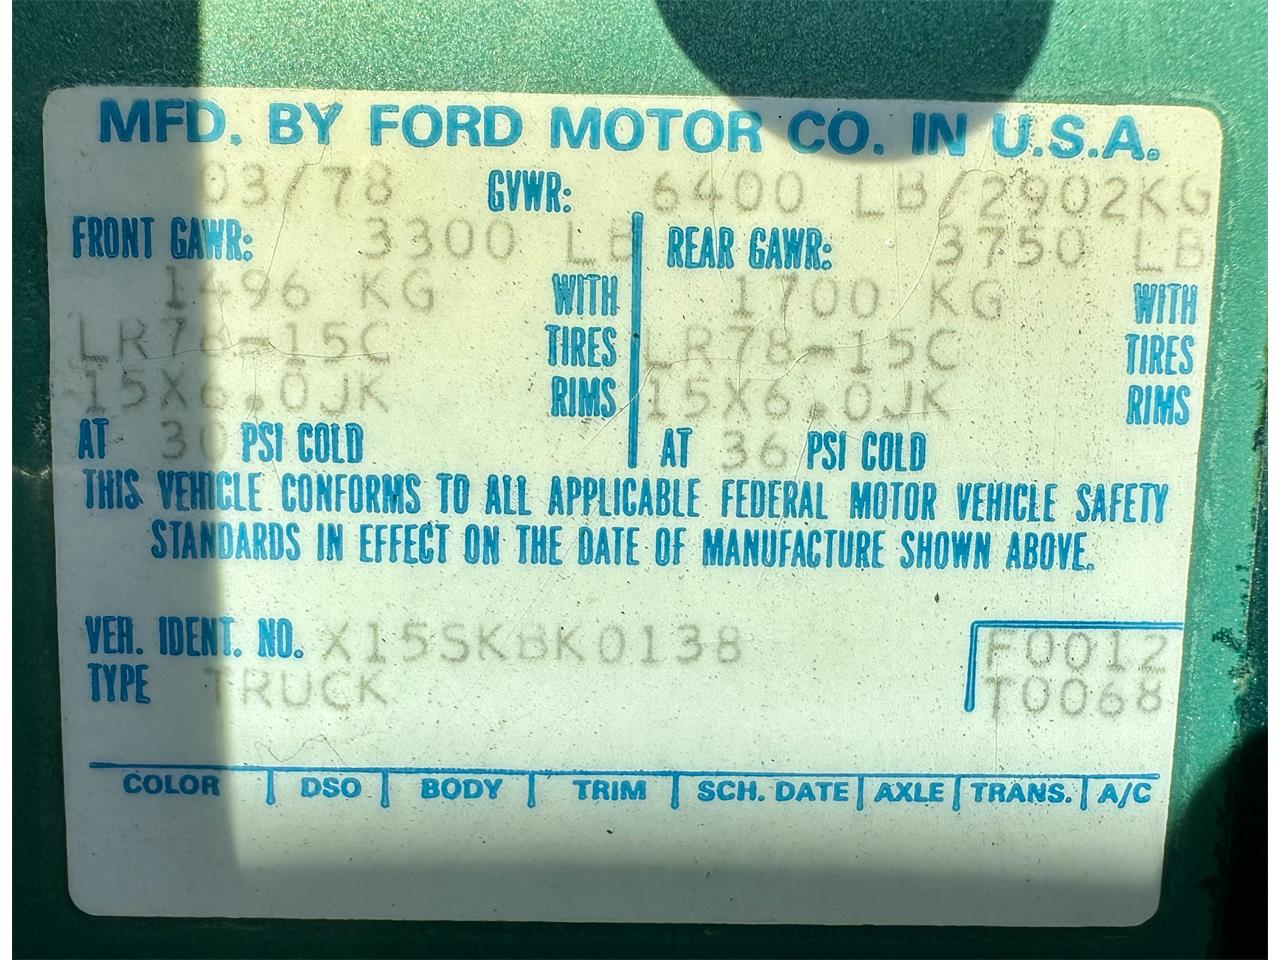 MFD. BY FORD MOTOR CO. IN U.S.A.
03/78 GVWR: 6400 LB/2902KG
FRONT GAWR: 3300 LB REAR GAWR: 3750 LB
1496 KG WITH 1700 KG WITH
LR78-15C TIRES LR78-15C TIRES
15X6.0JK RIMS 15X6.0JK RIMS
AT 30 PSI COLD AT 36 PSI COLD
THIS VEHICLE CONFORMS TO ALL APPLICABLE FEDERAL MOTOR VEHICLE SAFETY
STANDARDS IN EFFECT ON THE DATE OF MANUFACTURE SHOWN ABOVE.
VEH. IDENT. NO. X15SKBK0138 F0012
TYPE TRUCK T0068
COLOR DSO BODY TRIM SCH. DATE AXLE TRANS. A/C